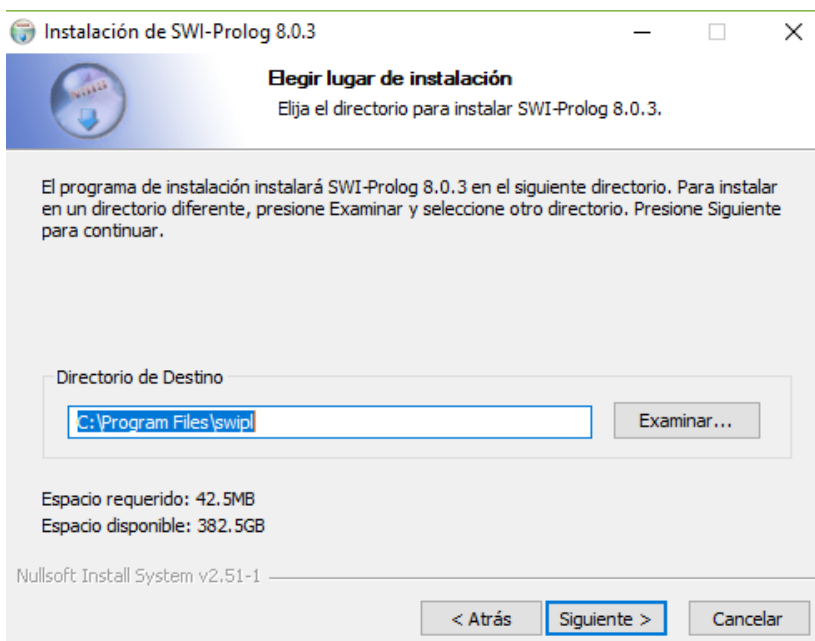 Instalación de SWI-Prolog 8.0.3
Elegir lugar de instalación
Elija el directorio para instalar SWI-Prolog 8.0.3.
El programa de instalación instalará SWI-Prolog 8.0.3 en el siguiente directorio. Para instalar
en un directorio diferente, presione Examinar y seleccione otro directorio. Presione Siguiente
para continuar.
Directorio de Destino
C:\Program Files\swipl
Examinar...
Espacio requerido: 42.5MB
Espacio disponible: 382.5GB
Nullsoft Install System v2.51-1
< Atrás
Siguiente >
Cancelar